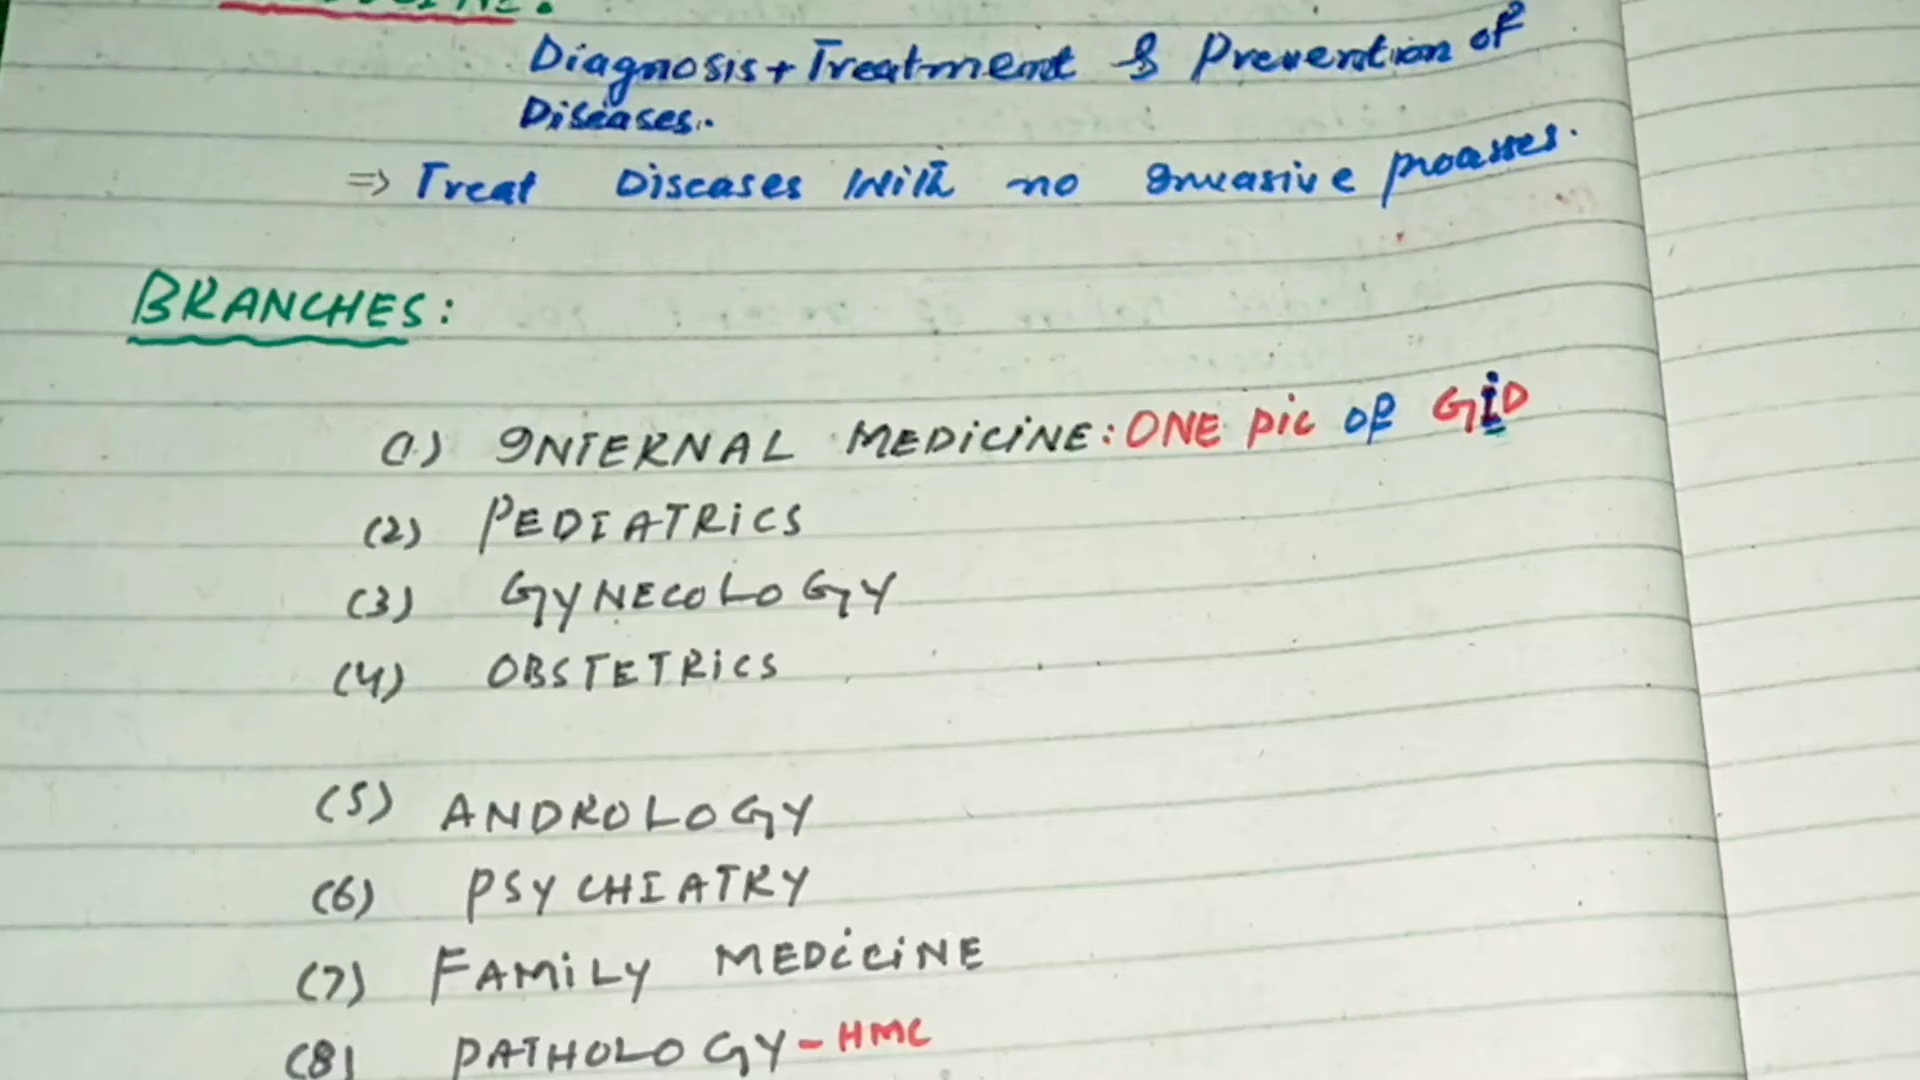 Diagnosis + Treatment & Prevention of
Diseases.
=> Treat Diseases With no Invasive processes.
BRANCHES:
(1) INTERNAL MEDICINE: ONE PIC OF GID
(2) PEDIATRICS
(3) GYNECOLOGY
(4) OBSTETRICS
(5) ANDROLOGY
(6) PSYCHIATRY
(7) FAMILY MEDICINE
(8) PATHOLOGY - HMC